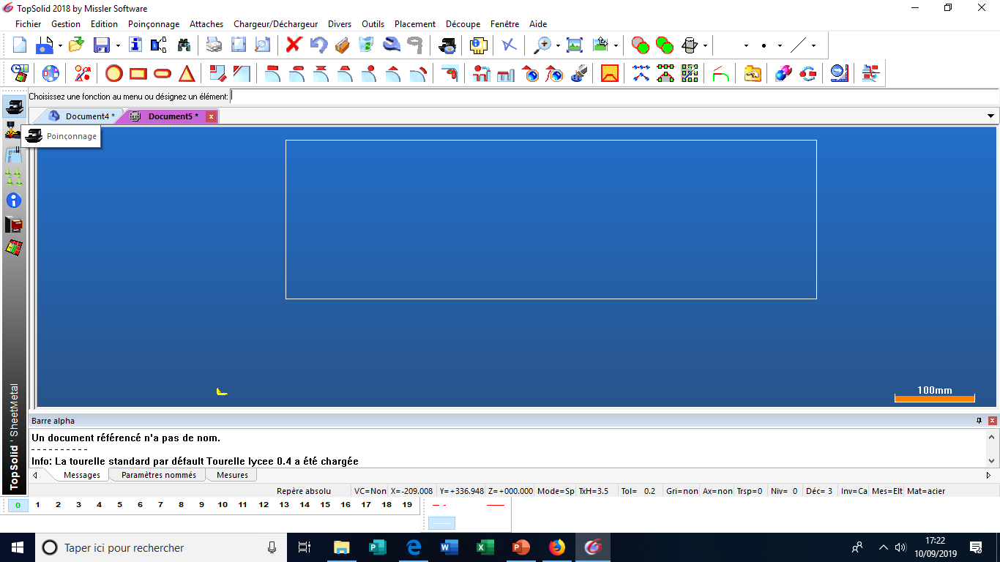 TopSolid 2018 by Missler Software
Fichier Gestion Edition Poinçonnage Attaches Chargeur/Déchargeur Divers Outils Placement Découpe Fenêtre Aide
Choisissez une fonction au menu ou désignez un élément:
Document4 * Document5 *
Poinçonnage
100mm
TopSolid ' SheetMetal
Barre alpha
Un document référencé n'a pas de nom.
- - - - - - - - - -
Info: La tourelle standard par défault Tourelle lycee 0.4 a été chargée
Messages Paramètres nommés Mesures
Repère absolu VC=Non X=-209.008 Y=+336.948 Z=+000.000 Mode=Sp TxH=3.5 Tol= 0.2 Gri=non Ax=non Trsp=0 Niv= 0 Déc= 3 Inv=Ca Mes=Elt Mat=acier
0 1 2 3 4 5 6 7 8 9 10 11 12 13 14 15 16 17 18 19
Taper ici pour rechercher
17:22
10/09/2019